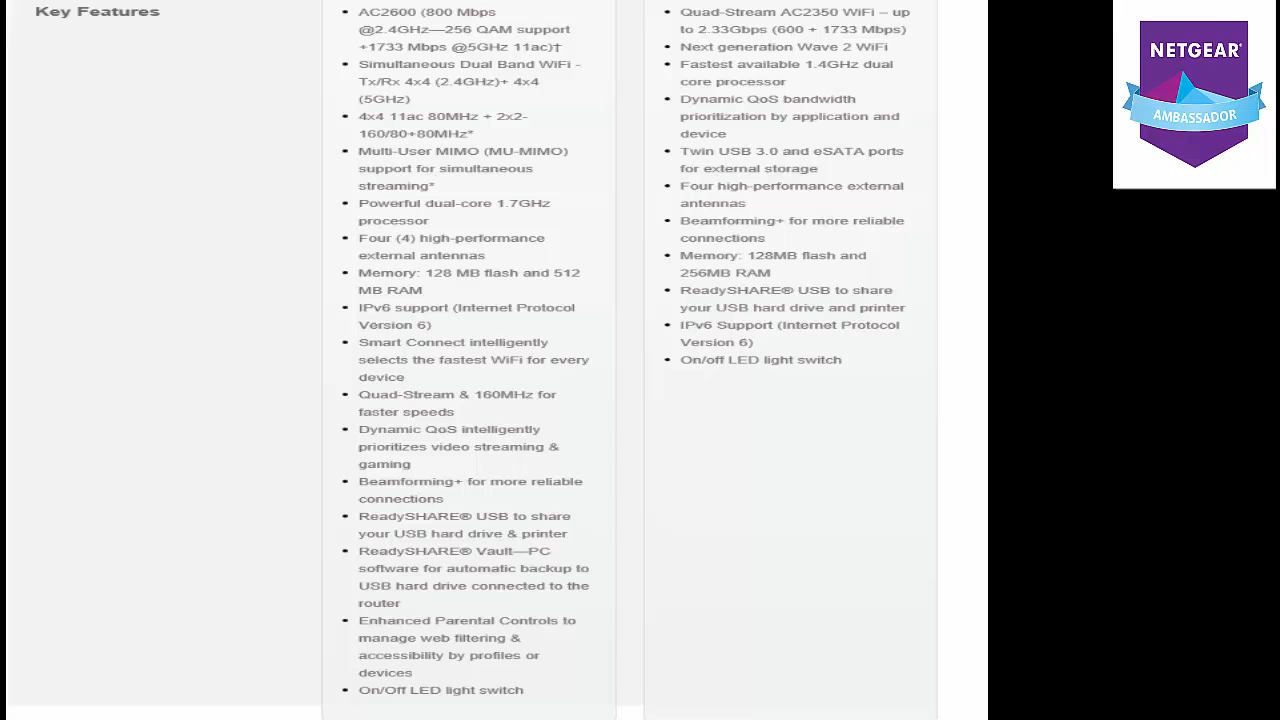 Key Features
AC2600 (800 Mbps
@2.4GHz—256 QAM support
+1733 Mbps @5GHz 11ac)†
Simultaneous Dual Band WiFi -
Tx/Rx 4x4 (2.4GHz)+ 4x4
(5GHz)
4x4 11ac 80MHz + 2x2-
160/80+80MHz*
Multi-User MIMO (MU-MIMO)
support for simultaneous
streaming*
Powerful dual-core 1.7GHz
processor
Four (4) high-performance
external antennas
Memory: 128 MB flash and 512
MB RAM
IPv6 support (Internet Protocol
Version 6)
Smart Connect intelligently
selects the fastest WiFi for every
device
Quad-Stream & 160MHz for
faster speeds
Dynamic QoS intelligently
prioritizes video streaming &
gaming
Beamforming+ for more reliable
connections
ReadySHARE® USB to share
your USB hard drive & printer
ReadySHARE® Vault—PC
software for automatic backup to
USB hard drive connected to the
router
Enhanced Parental Controls to
manage web filtering &
accessibility by profiles or
devices
On/Off LED light switch
Quad-Stream AC2350 WiFi – up
to 2.33Gbps (600 + 1733 Mbps)
Next generation Wave 2 WiFi
Fastest available 1.4GHz dual
core processor
Dynamic QoS bandwidth
prioritization by application and
device
Twin USB 3.0 and eSATA ports
for external storage
Four high-performance external
antennas
Beamforming+ for more reliable
connections
Memory: 128MB flash and
256MB RAM
ReadySHARE® USB to share
your USB hard drive and printer
IPv6 Support (Internet Protocol
Version 6)
On/off LED light switch
NETGEAR®
AMBASSADOR